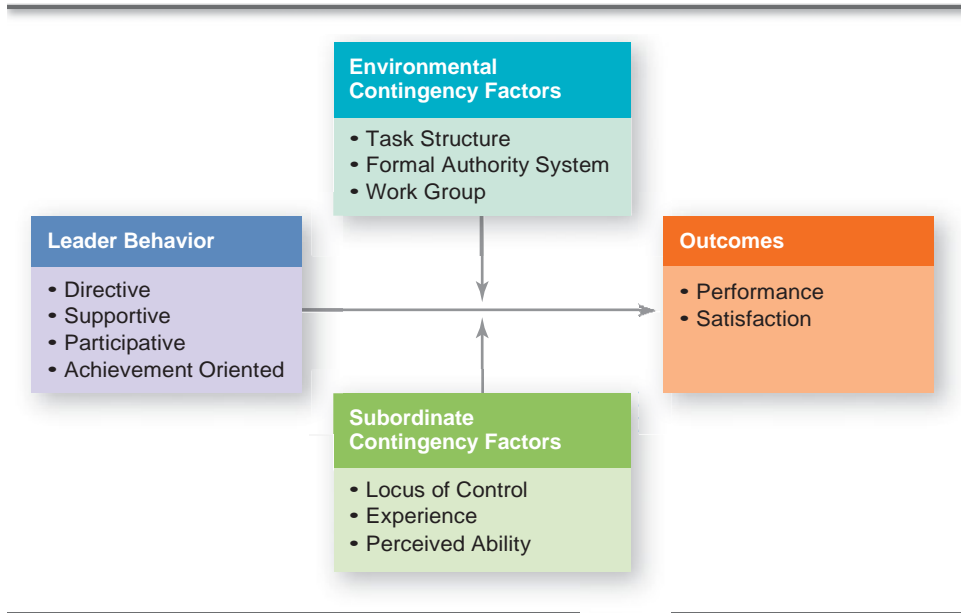 Environmental
Contingency Factors
• Task Structure
• Formal Authority System
• Work Group
Leader Behavior
• Directive
• Supportive
• Participative
• Achievement Oriented
Outcomes
• Performance
• Satisfaction
Subordinate
Contingency Factors
• Locus of Control
• Experience
• Perceived Ability